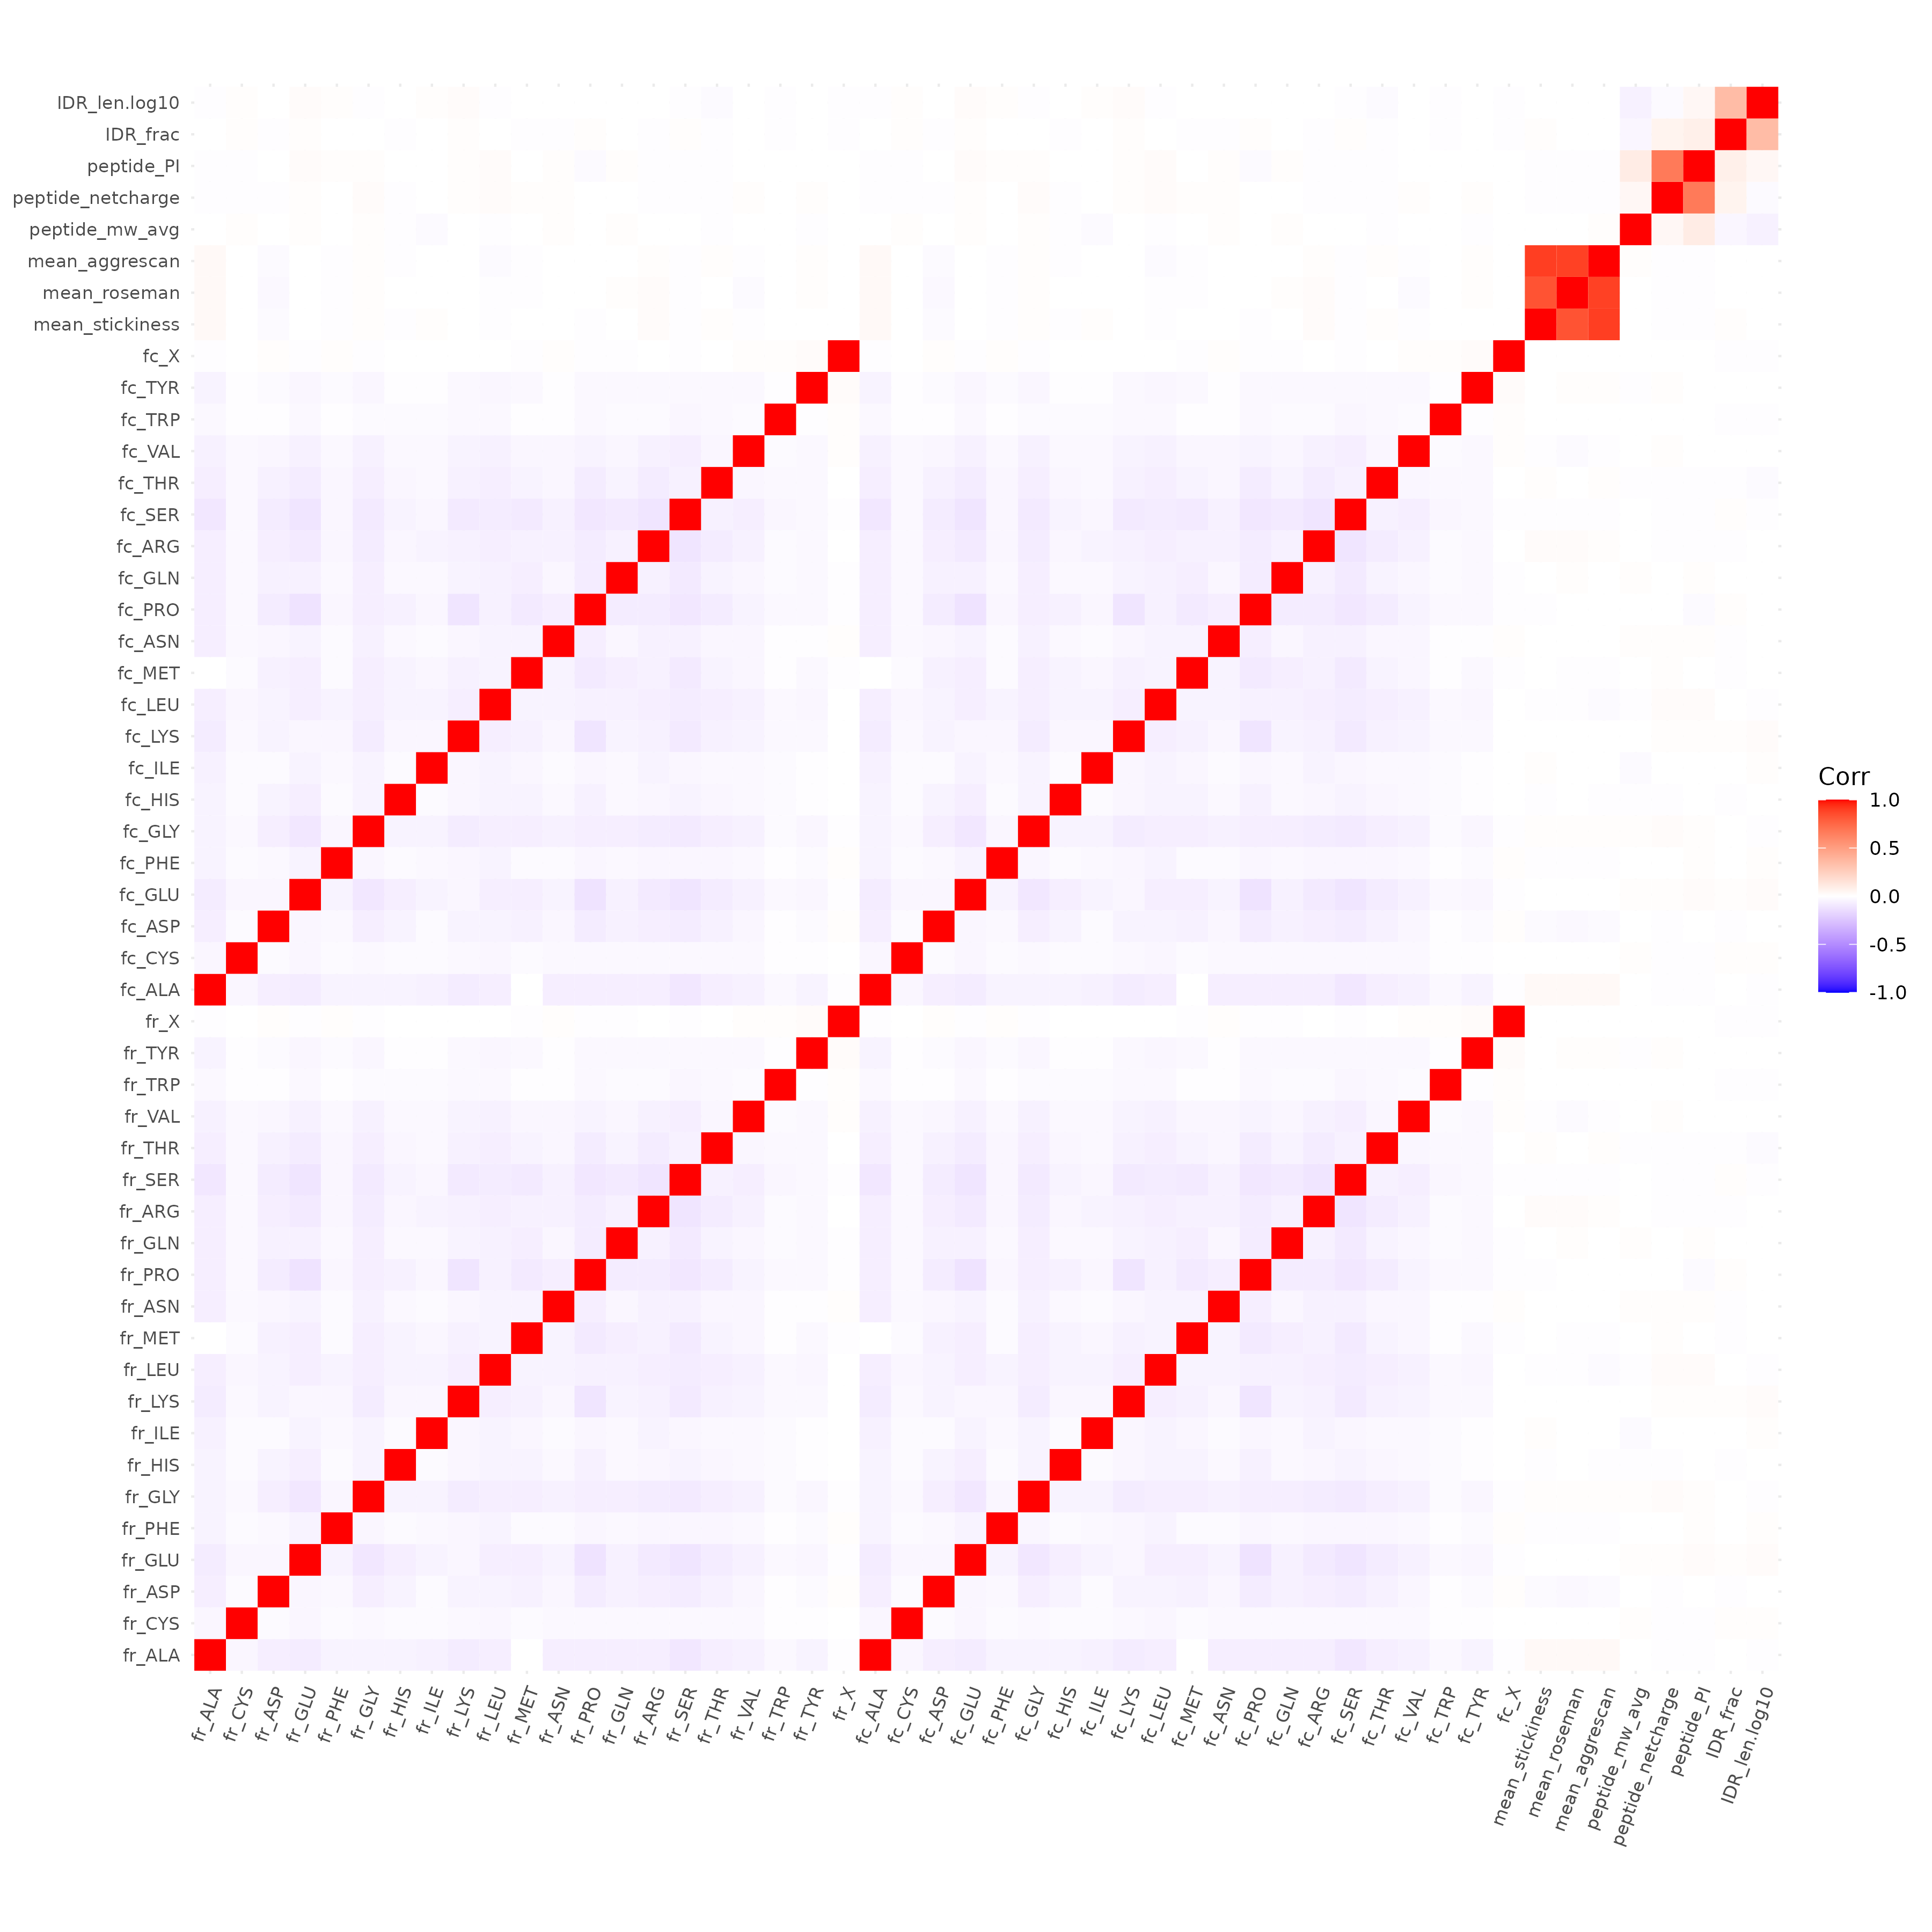 IDR_len.log10
IDR_frac
peptide_PI
peptide_netcharge
peptide_mw_avg
mean_aggrescan
mean_roseman
mean_stickiness
fc_X
fc_TYR
fc_TRP
fc_VAL
fc_THR
fc_SER
fc_ARG
fc_GLN
fc_PRO
fc_ASN
fc_MET
fc_LEU
fc_LYS
fc_ILE
fc_HIS
fc_GLY
fc_PHE
fc_GLU
fc_ASP
fc_CYS
fc_ALA
fr_X
fr_TYR
fr_TRP
fr_VAL
fr_THR
fr_SER
fr_ARG
fr_GLN
fr_PRO
fr_ASN
fr_MET
fr_LEU
fr_LYS
fr_ILE
fr_HIS
fr_GLY
fr_PHE
fr_GLU
fr_ASP
fr_CYS
fr_ALA
fr_ALA
fr_CYS
fr_ASP
fr_GLU
fr_PHE
fr_GLY
fr_HIS
fr_ILE
fr_LYS
fr_LEU
fr_MET
fr_ASN
fr_PRO
fr_GLN
fr_ARG
fr_SER
fr_THR
fr_VAL
fr_TRP
fr_TYR
fr_X
fc_ALA
fc_CYS
fc_ASP
fc_GLU
fc_PHE
fc_GLY
fc_HIS
fc_ILE
fc_LYS
fc_LEU
fc_MET
fc_ASN
fc_PRO
fc_GLN
fc_ARG
fc_SER
fc_THR
fc_VAL
fc_TRP
fc_TYR
fc_X
mean_stickiness
mean_roseman
mean_aggrescan
peptide_mw_avg
peptide_netcharge
peptide_PI
IDR_frac
IDR_len.log10
Corr
1.0
0.5
0.0
-0.5
-1.0